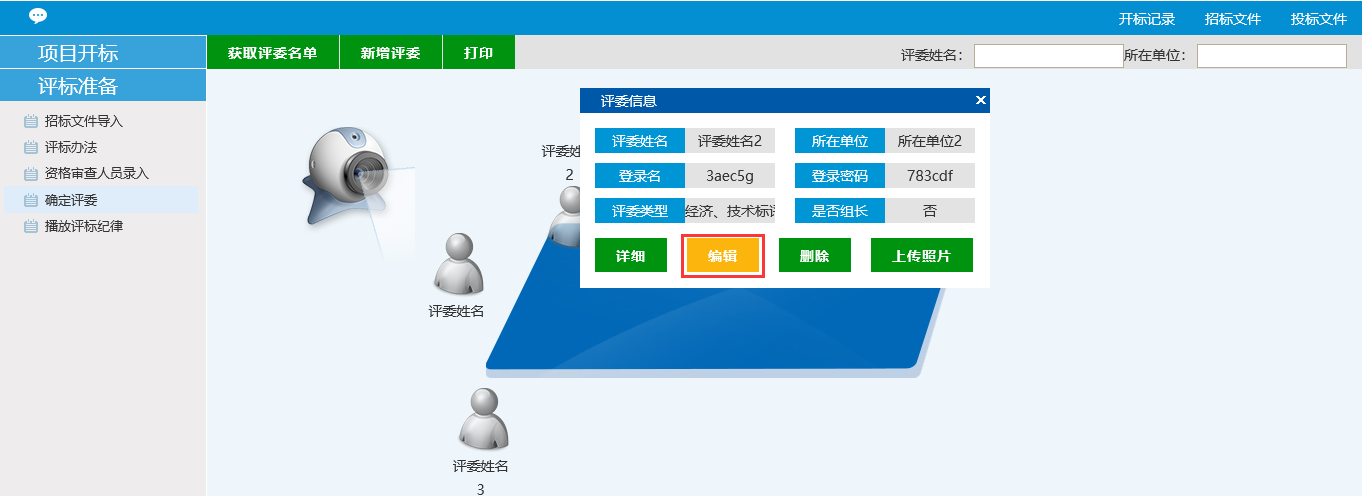 开标记录 招标文件 投标文件
项目开标
评标准备
招标文件导入
评标办法
资格审查人员录入
确定评委
播放评标纪律
获取评委名单 新增评委 打印
评委姓名： 所在单位：
评委姓
2
评委信息 ×
评委姓名 评委姓名2 所在单位 所在单位2
登录名 3aec5g 登录密码 783cdf
评委类型 经济、技术标评 是否组长 否
详细 编辑 删除 上传照片
评委姓名
评委姓名
3